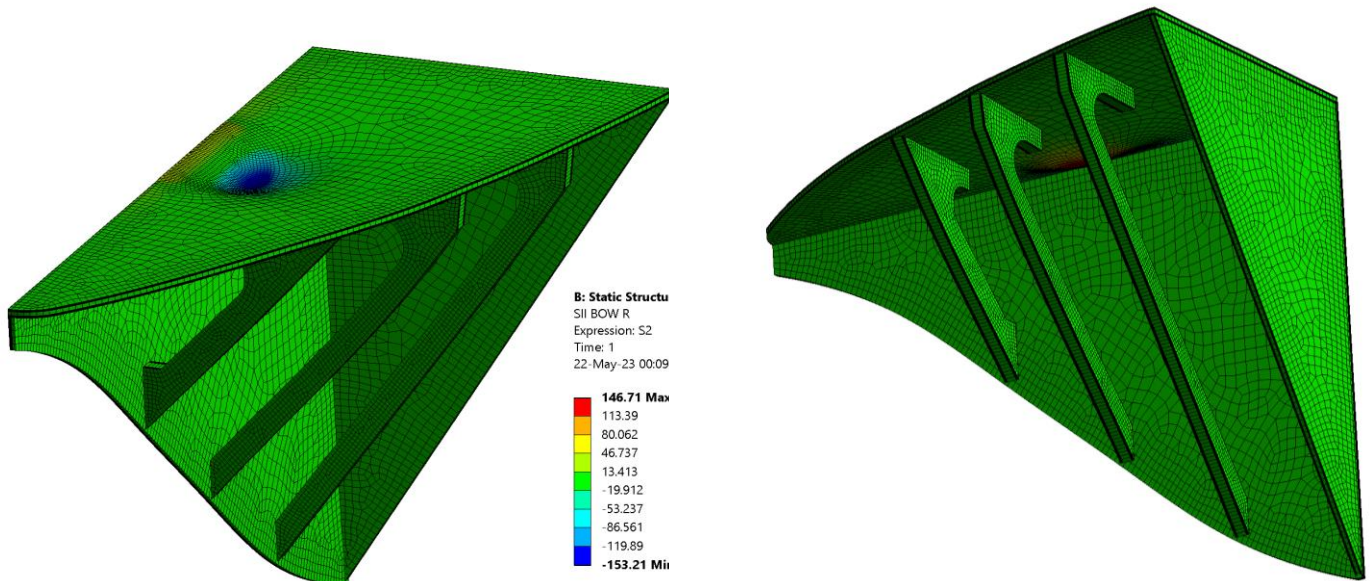 B: Static Structu
SII BOW R
Expression: S2
Time: 1
22-May-23 00:09
146.71 Max
113.39
80.062
46.737
13.413
-19.912
-53.237
-86.561
-119.89
-153.21 Min